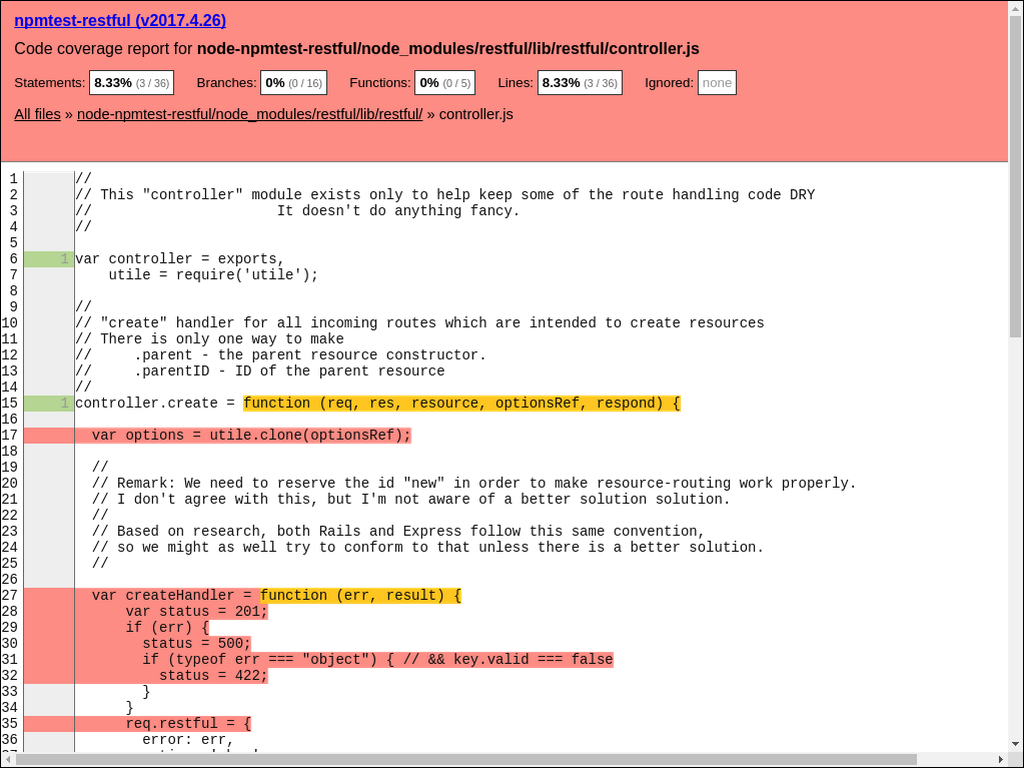 npmtest-restful (v2017.4.26)
Code coverage report for node-npmtest-restful/node_modules/restful/lib/restful/controller.js
Statements: 8.33% (3 / 36) Branches: 0% (0 / 16) Functions: 0% (0 / 5) Lines: 8.33% (3 / 36) Ignored: none
All files » node-npmtest-restful/node_modules/restful/lib/restful/ » controller.js
1 //
2 // This "controller" module exists only to help keep some of the route handling code DRY
3 //                      It doesn't do anything fancy.
4 //
5
6 1 var controller = exports,
7     utile = require('utile');
8
9 //
10 // "create" handler for all incoming routes which are intended to create resources
11 // There is only one way to make
12 //     .parent - the parent resource constructor.
13 //     .parentID - ID of the parent resource
14 //
15 1 controller.create = function (req, res, resource, optionsRef, respond) {
16
17   var options = utile.clone(optionsRef);
18
19   //
20   // Remark: We need to reserve the id "new" in order to make resource-routing work properly.
21   // I don't agree with this, but I'm not aware of a better solution solution.
22   //
23   // Based on research, both Rails and Express follow this same convention,
24   // so we might as well try to conform to that unless there is a better solution.
25   //
26
27   var createHandler = function (err, result) {
28       var status = 201;
29       if (err) {
30         status = 500;
31         if (typeof err === "object") { // && key.valid === false
32           status = 422;
33         }
34       }
35       req.restful = {
36         error: err,